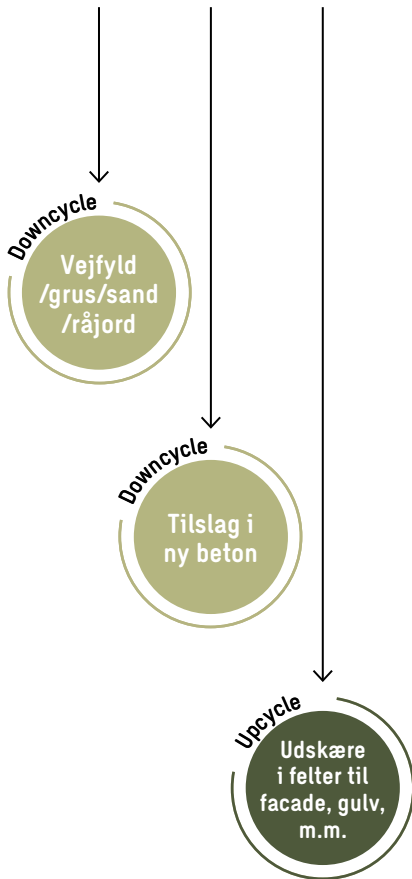 Downcycle
Vejfyld
/grus/sand
/råjord
Downcycle
Tilslag i
ny beton
Upcycle
Udskære
i felter til
facade, gulv,
m.m.